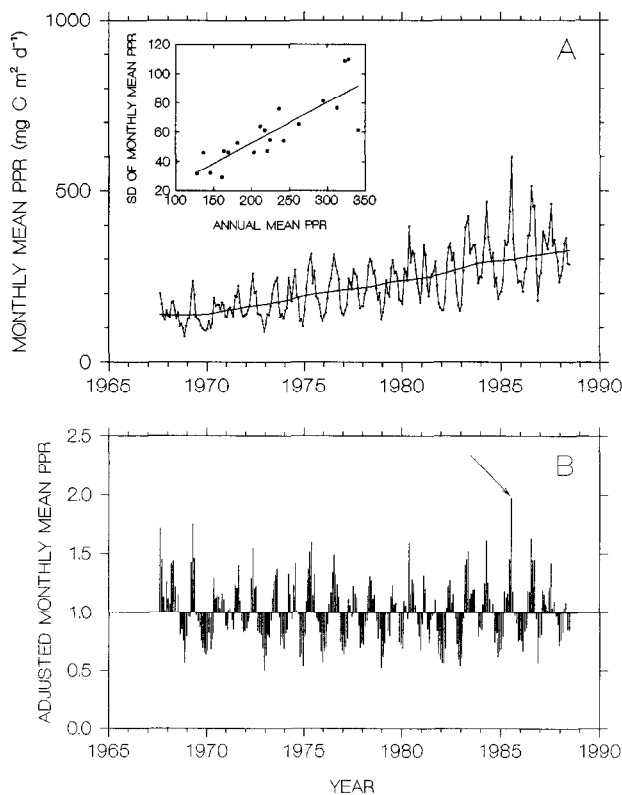 MONTHLY MEAN PPR (mg C m² d⁻¹)
1000
500
0
A
SD OF MONTHLY MEAN PPR
120
100
80
60
40
20
100 150 200 250 300 350
ANNUAL MEAN PPR
1965 1970 1975 1980 1985 1990
ADJUSTED MONTHLY MEAN PPR
2.5
2.0
1.5
1.0
0.5
0.0
B
1965 1970 1975 1980 1985 1990
YEAR